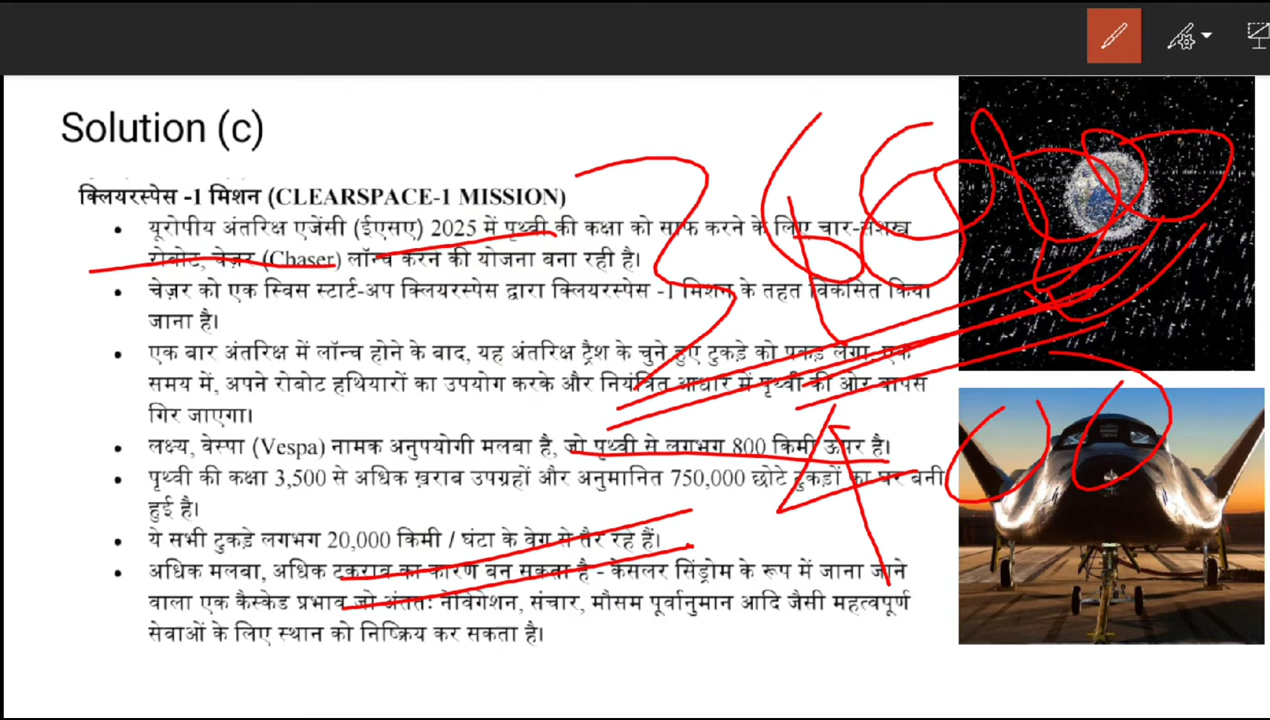 Solution (c)
क्लियरस्पेस -1 मिशन (CLEARSPACE-1 MISSION)
• यूरोपीय अंतरिक्ष एजेंसी (ईएसए) 2025 में पृथ्वी की कक्षा को साफ करने के लिए चार-सशस्त्र
रोबोट, चेज़र (Chaser) लॉन्च करने की योजना बना रही है।
• चेज़र को एक स्विस स्टार्ट-अप क्लियरस्पेस द्वारा क्लियरस्पेस -1 मिशन के तहत विकसित किया
जाना है।
• एक बार अंतरिक्ष में लॉन्च होने के बाद, यह अंतरिक्ष ट्रैश के चुने हुए टुकड़े को पकड़ लेगा, एक
समय में, अपने रोबोट हथियारों का उपयोग करके और नियंत्रित आधार में पृथ्वी की ओर वापस
गिर जाएगा।
• लक्ष्य, वेस्पा (Vespa) नामक अनुपयोगी मलबा है, जो पृथ्वी से लगभग 800 किमी ऊपर है।
• पृथ्वी की कक्षा 3,500 से अधिक ख़राब उपग्रहों और अनुमानित 750,000 छोटे टुकड़ों का घर बनी
हुई है।
• ये सभी टुकड़े लगभग 20,000 किमी / घंटा के वेग से तैर रहे हैं।
• अधिक मलबा, अधिक टकराव का कारण बन सकता है - केसलर सिंड्रोम के रूप में जाना जाने
वाला एक कैस्केड प्रभाव जो अंततः नेविगेशन, संचार, मौसम पूर्वानुमान आदि जैसी महत्वपूर्ण
सेवाओं के लिए स्थान को निष्क्रिय कर सकता है।